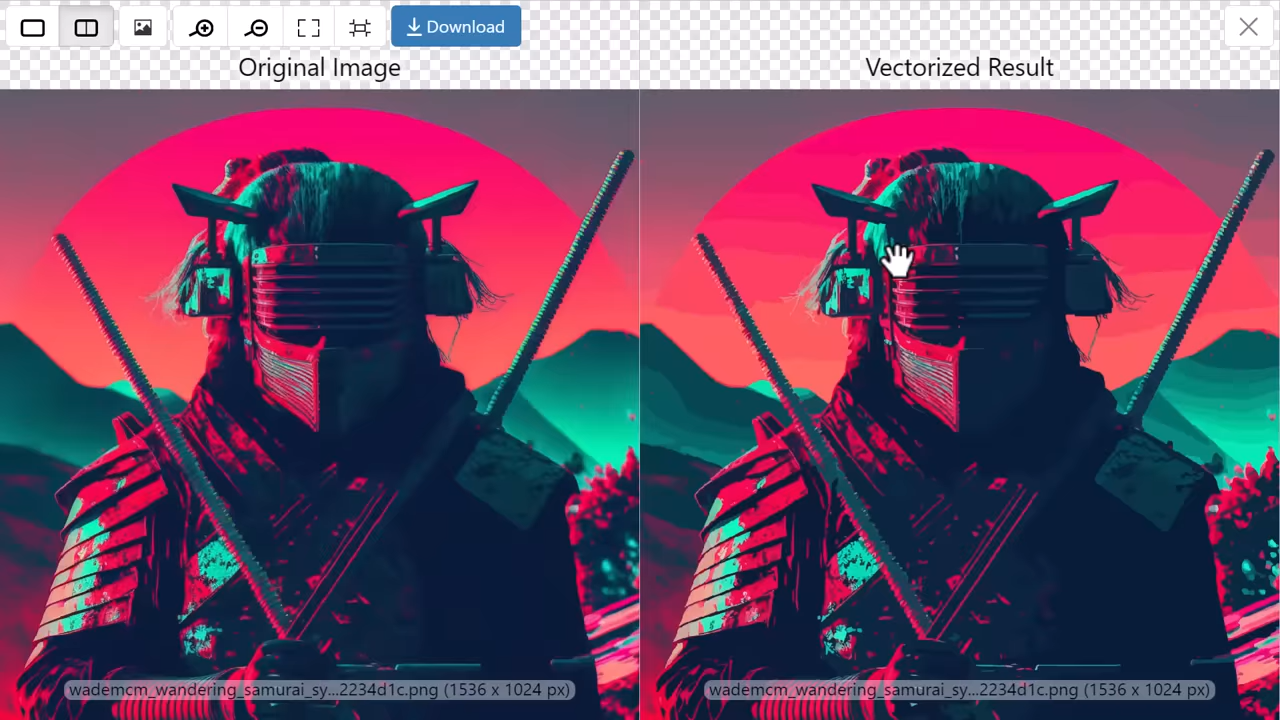 Download
Original Image
Vectorized Result
wademcm_wandering_samurai_sy...2234d1c.png (1536 x 1024 px)
wademcm_wandering_samurai_sy...2234d1c.png (1536 x 1024 px)